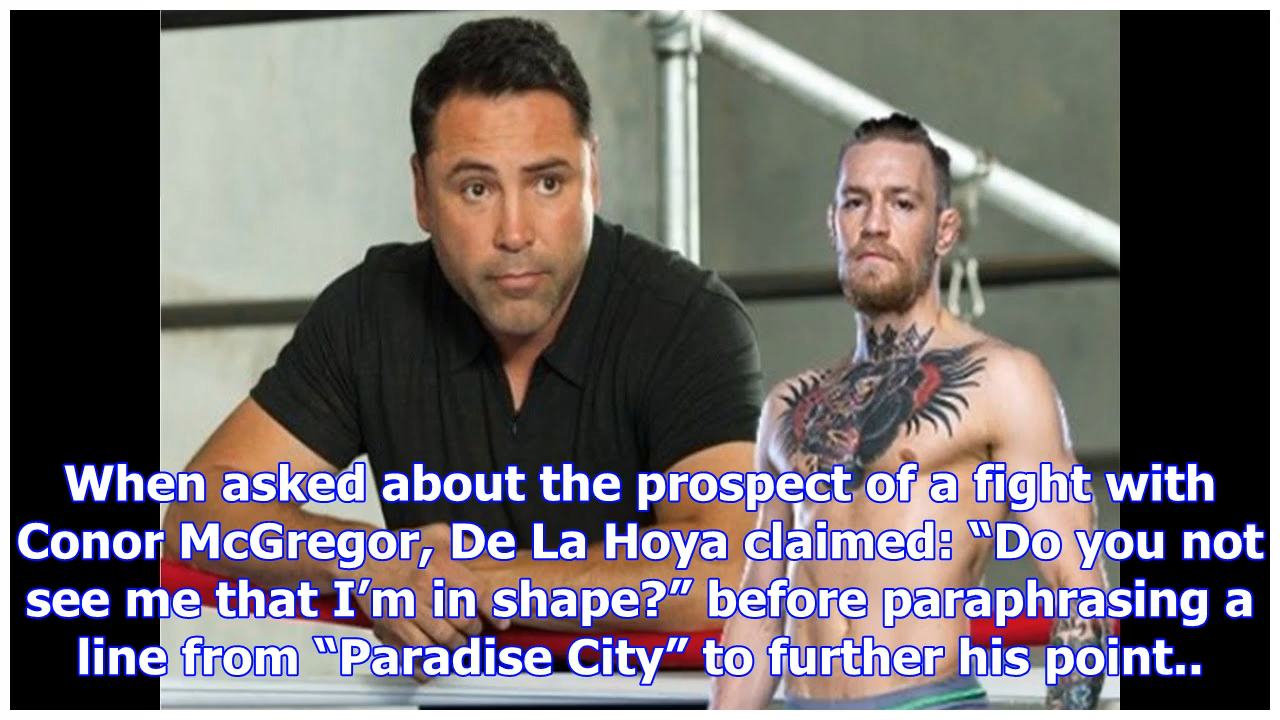 When asked about the prospect of a fight with
Conor McGregor, De La Hoya claimed: “Do you not
see me that I’m in shape?” before paraphrasing a
line from “Paradise City” to further his point..